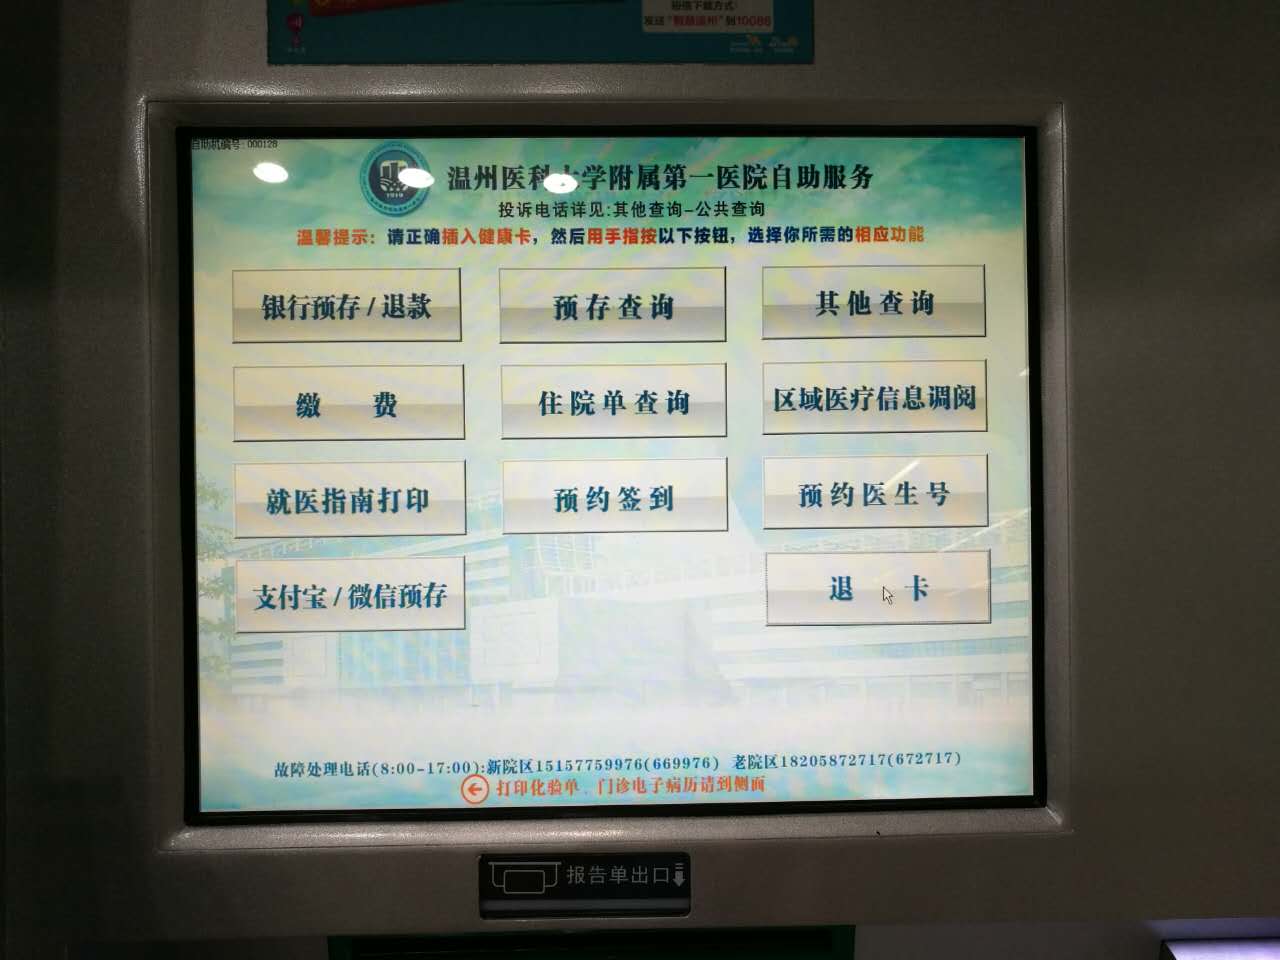 短信下载方式:
发送“智慧温州”到10086
自助机编号:000128
温州医科大学附属第一医院自助服务
投诉电话详见:其他查询-公共查询
温馨提示：请正确插入健康卡，然后用手指按以下按钮，选择你所需的相应功能
银行预存/退款 预存查询 其他查询
缴 费 住院单查询 区域医疗信息调阅
就医指南打印 预约签到 预约医生号
支付宝/微信预存 退 卡
故障处理电话(8:00-17:00):新院区15157759976(669976) 老院区18205872717(672717)
打印化验单、门诊电子病历请到侧面
报告单出口